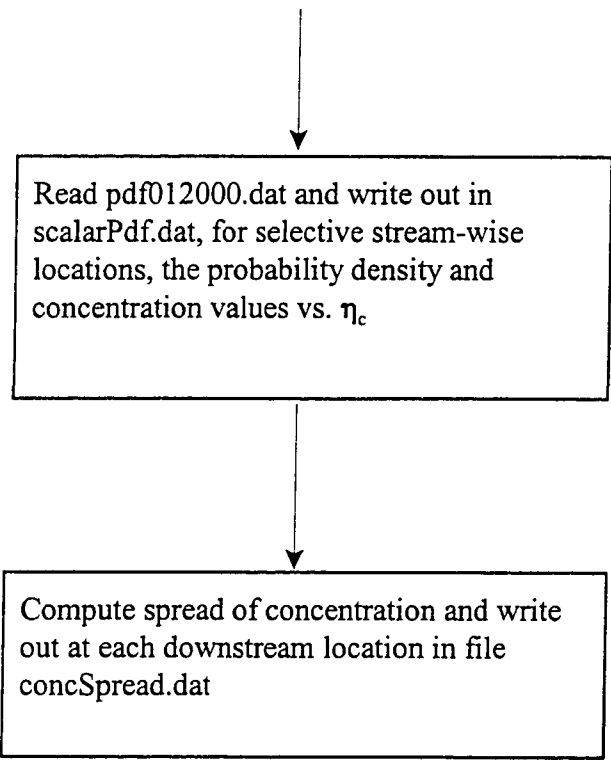 Read pdf012000.dat and write out in
scalarPdf.dat, for selective stream-wise
locations, the probability density and
concentration values vs. ηc
Compute spread of concentration and write
out at each downstream location in file
concSpread.dat